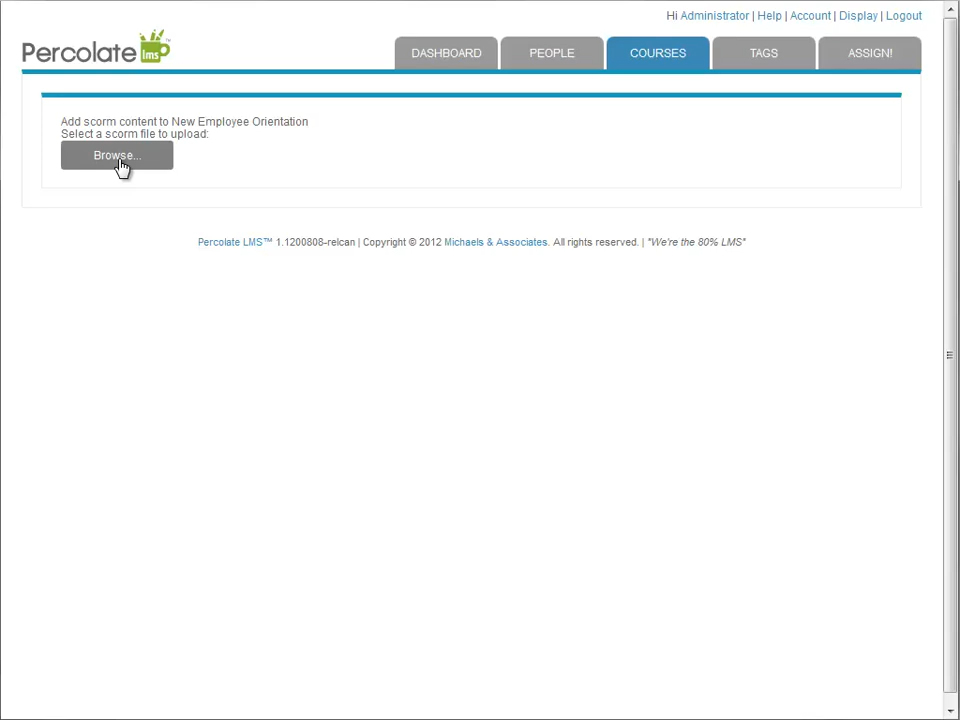 Hi Administrator | Help | Account | Display | Logout
Percolate lms ™
DASHBOARD PEOPLE COURSES TAGS ASSIGN!
Add scorm content to New Employee Orientation
Select a scorm file to upload:
Browse...
Percolate LMS™ 1.1200808-relcan | Copyright © 2012 Michaels & Associates. All rights reserved. | "We're the 80% LMS"